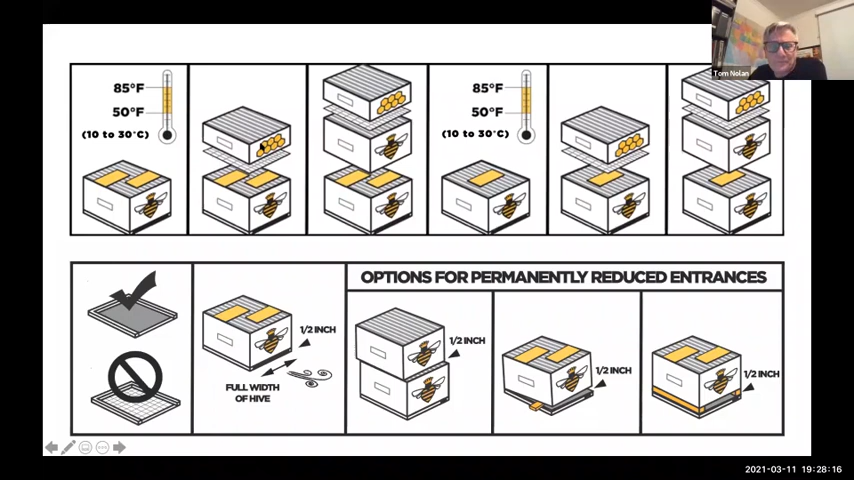 Tom Nolan
85°F
50°F
(10 to 30°C)
85°F
50°F
(10 to 30°C)
OPTIONS FOR PERMANENTLY REDUCED ENTRANCES
1/2 INCH
FULL WIDTH
OF HIVE
1/2 INCH
1/2 INCH
1/2 INCH
2021-03-11 19:28:16